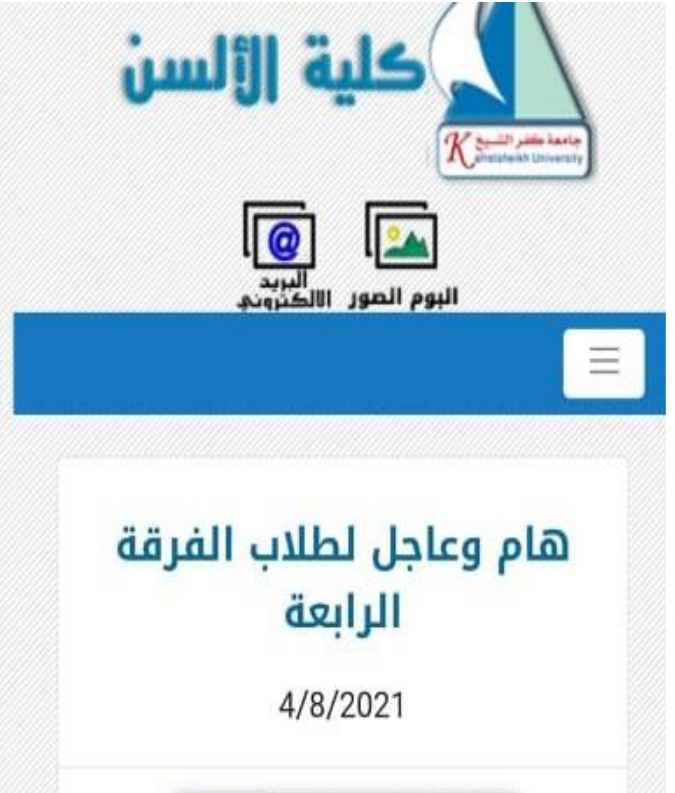 كلية الألسن
جامعة كفر الشيخ
Kafrelsheikh University
البوم الصور
البريد
الالكتروني
هام وعاجل لطلاب الفرقة
الرابعة
4/8/2021